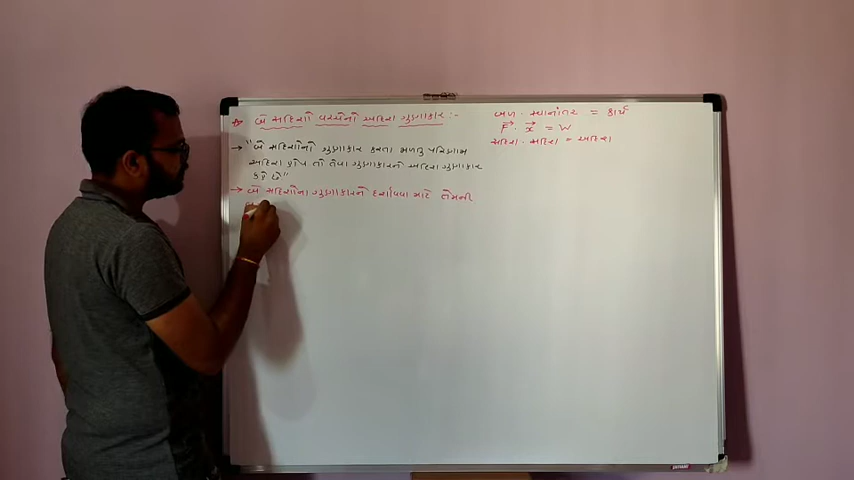 બે સદિશો વચ્ચેનો અદિશ ગુણાકાર :-
→ "બે સદિશોનો ગુણાકાર કરતા મળતુ પરિણામ
અદિશ હોય તો તેવા ગુણાકારને અદિશ ગુણાકાર
કહે છે"
→ બે સદિશોના ગુણાકારને દર્શાવવા માટે તેમની
બળ · સ્થાનાંતર = કાર્ય
F⃗ · x⃗ = W
સદિશ · સદિશ = અદિશ